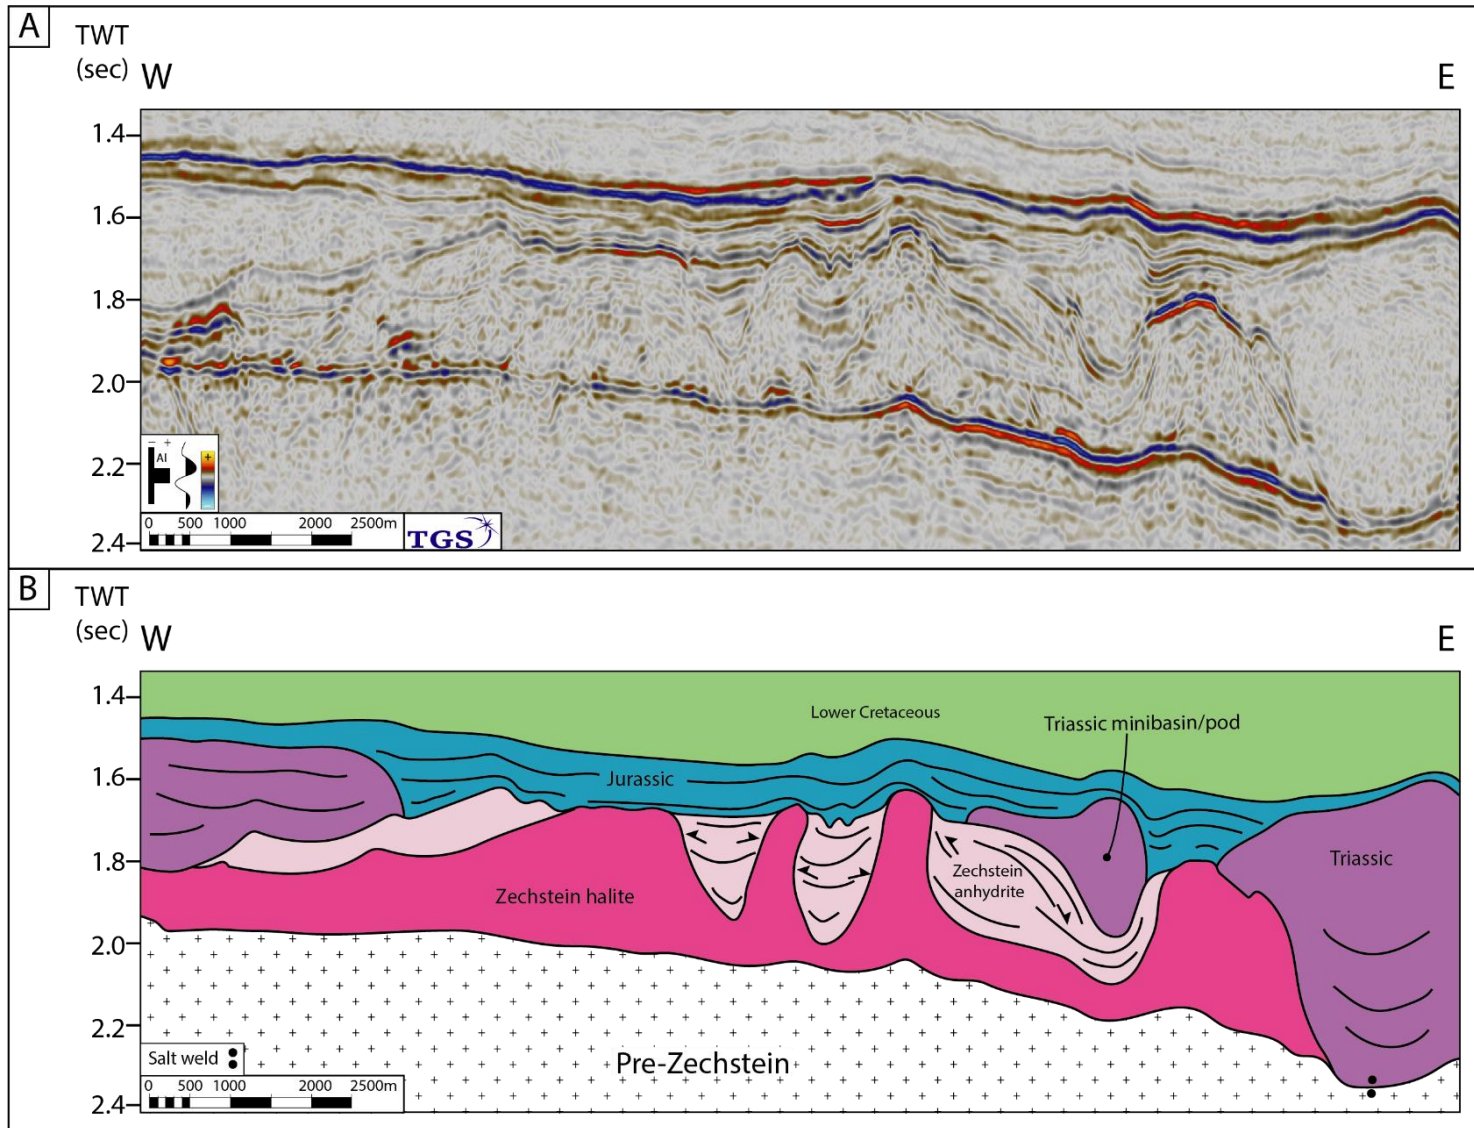 A
TWT
(sec)
W
E
1.4
1.6
1.8
2.0
2.2
2.4
− +
AI
+
−
0 500 1000 2000 2500m
TGS
B
TWT
(sec)
W
E
1.4
1.6
1.8
2.0
2.2
2.4
Lower Cretaceous
Triassic minibasin/pod
Jurassic
Triassic
Zechstein
anhydrite
Zechstein halite
Pre-Zechstein
Salt weld
0 500 1000 2000 2500m